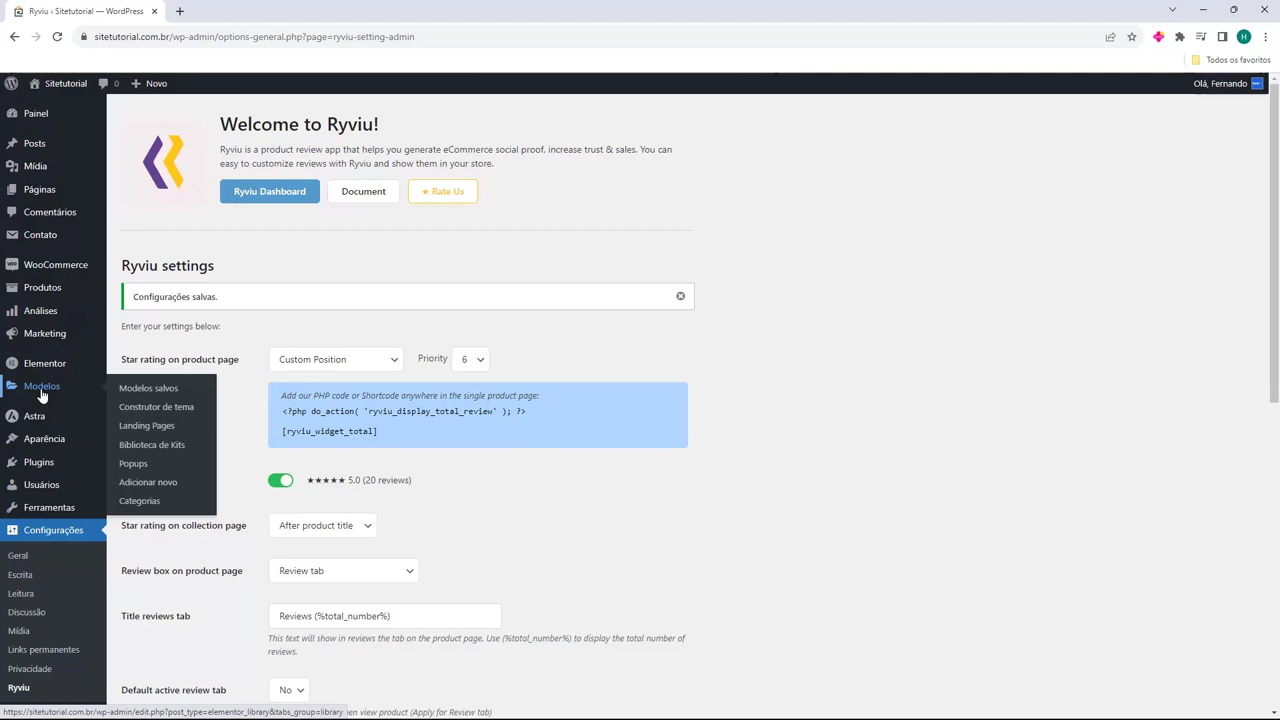 Ryviu ‹ Sitetutorial — WordPress
sitetutorial.com.br/wp-admin/options-general.php?page=ryviu-setting-admin
H
Todos os favoritos
Sitetutorial
0
Novo
Olá, Fernando
Painel
Posts
Mídia
Páginas
Comentários
Contato
WooCommerce
Produtos
Análises
Marketing
Elementor
Modelos
Astra
Aparência
Plugins
Usuários
Ferramentas
Configurações
Geral
Escrita
Leitura
Discussão
Mídia
Links permanentes
Privacidade
Ryviu
Modelos salvos
Construtor de tema
Landing Pages
Biblioteca de Kits
Popups
Adicionar novo
Categorias
Welcome to Ryviu!
Ryviu is a product review app that helps you generate eCommerce social proof, increase trust & sales. You can
easy to customize reviews with Ryviu and show them in your store.
Ryviu Dashboard
Document
★ Rate Us
Ryviu settings
Configurações salvas.
Enter your settings below:
Star rating on product page
Custom Position
Priority
6
Add our PHP code or Shortcode anywhere in the single product page:
<?php do_action( 'ryviu_display_total_review' ); ?>
[ryviu_widget_total]
★★★★★ 5.0 (20 reviews)
Star rating on collection page
After product title
Review box on product page
Review tab
Title reviews tab
Reviews (%total_number%)
This text will show in reviews the tab on the product page. Use (%total_number%) to display the total number of
reviews.
Default active review tab
No
https://sitetutorial.com.br/wp-admin/edit.php?post_type=elementor_library&tabs_group=library
en view product (Apply for Review tab)